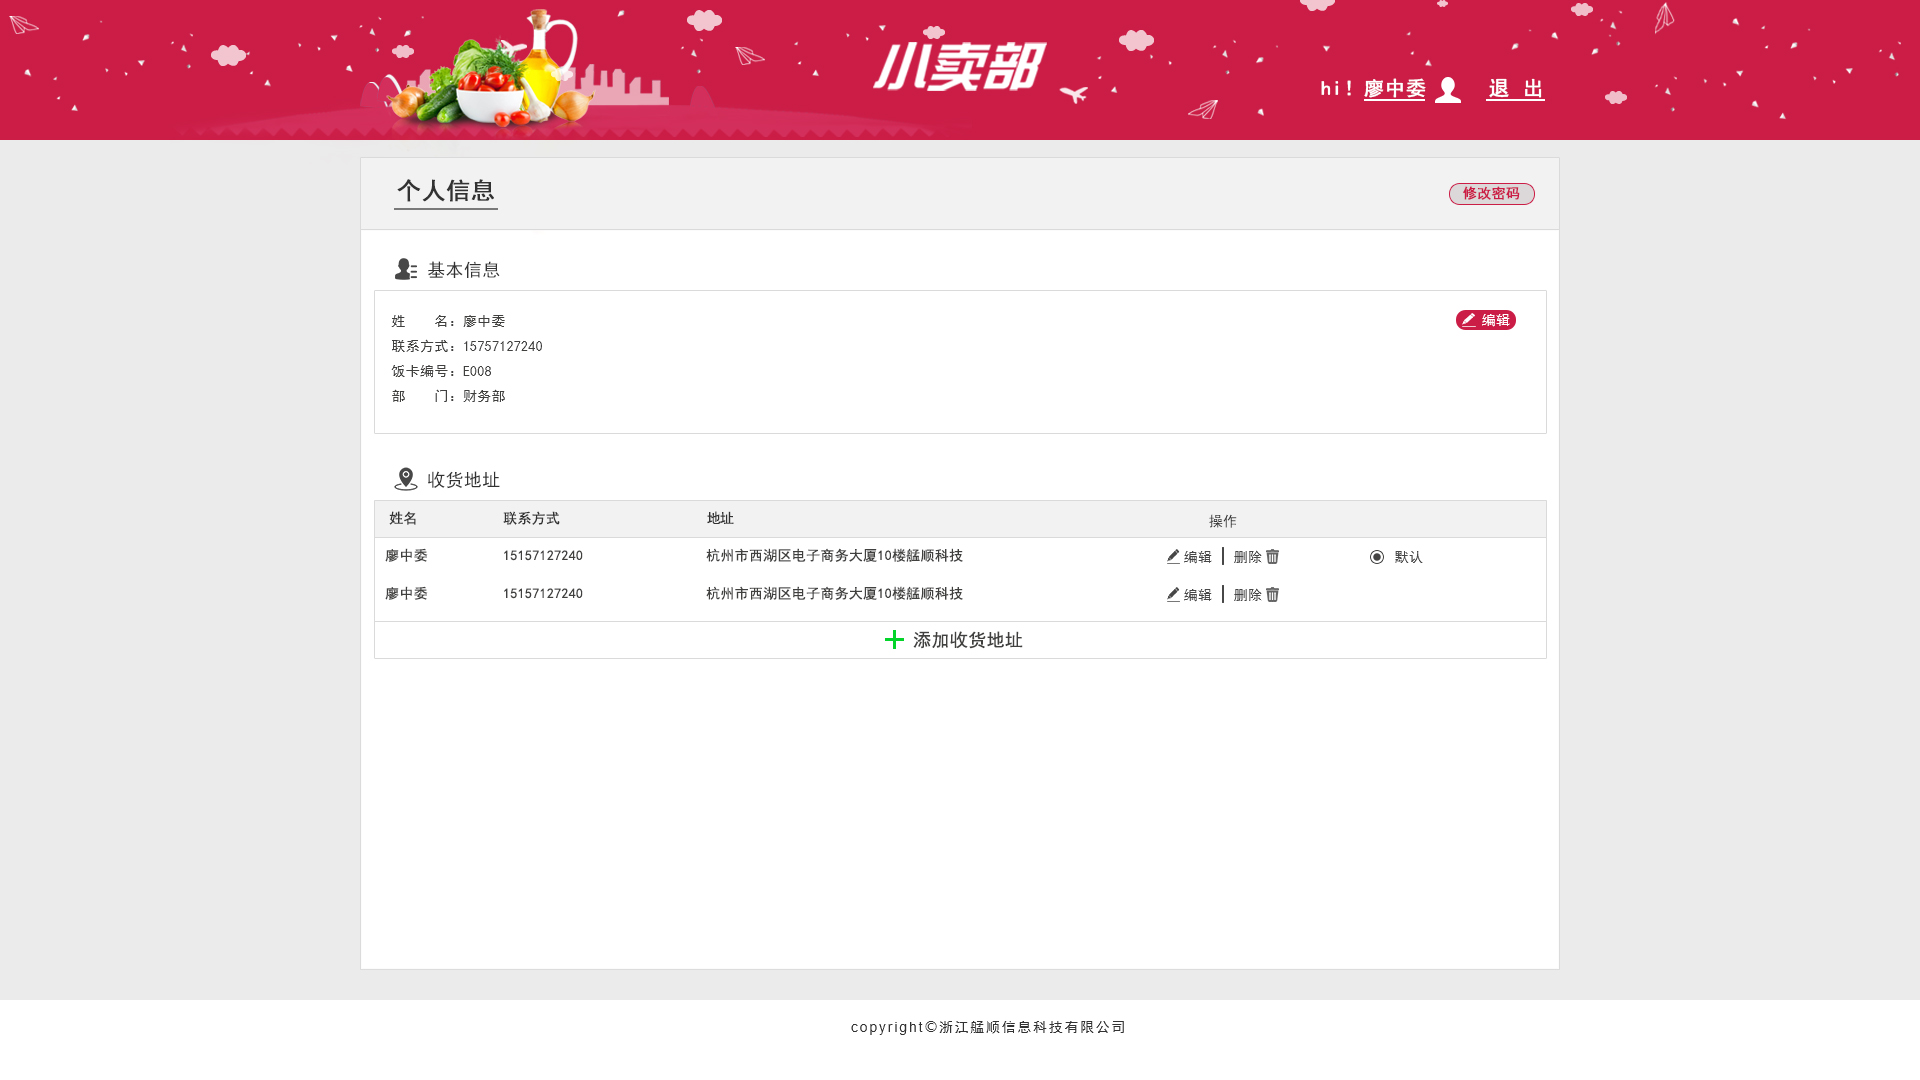 小卖部
hi！廖中委 退 出
个人信息
修改密码
基本信息
姓 名：廖中委
编辑
联系方式：15757127240
饭卡编号：E008
部 门：财务部
收货地址
姓名 联系方式 地址 操作
廖中委 15157127240 杭州市西湖区电子商务大厦10楼艋顺科技 编辑 | 删除 默认
廖中委 15157127240 杭州市西湖区电子商务大厦10楼艋顺科技 编辑 | 删除
添加收货地址
copyright©浙江艋顺信息科技有限公司